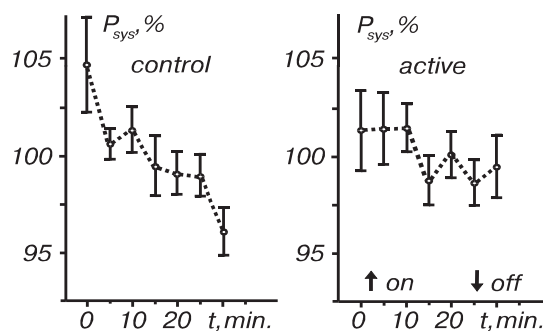 P_sys, %
control
105
100
95
0 10 20 t, min.
P_sys, %
active
105
100
95
on off
0 10 20 t, min.